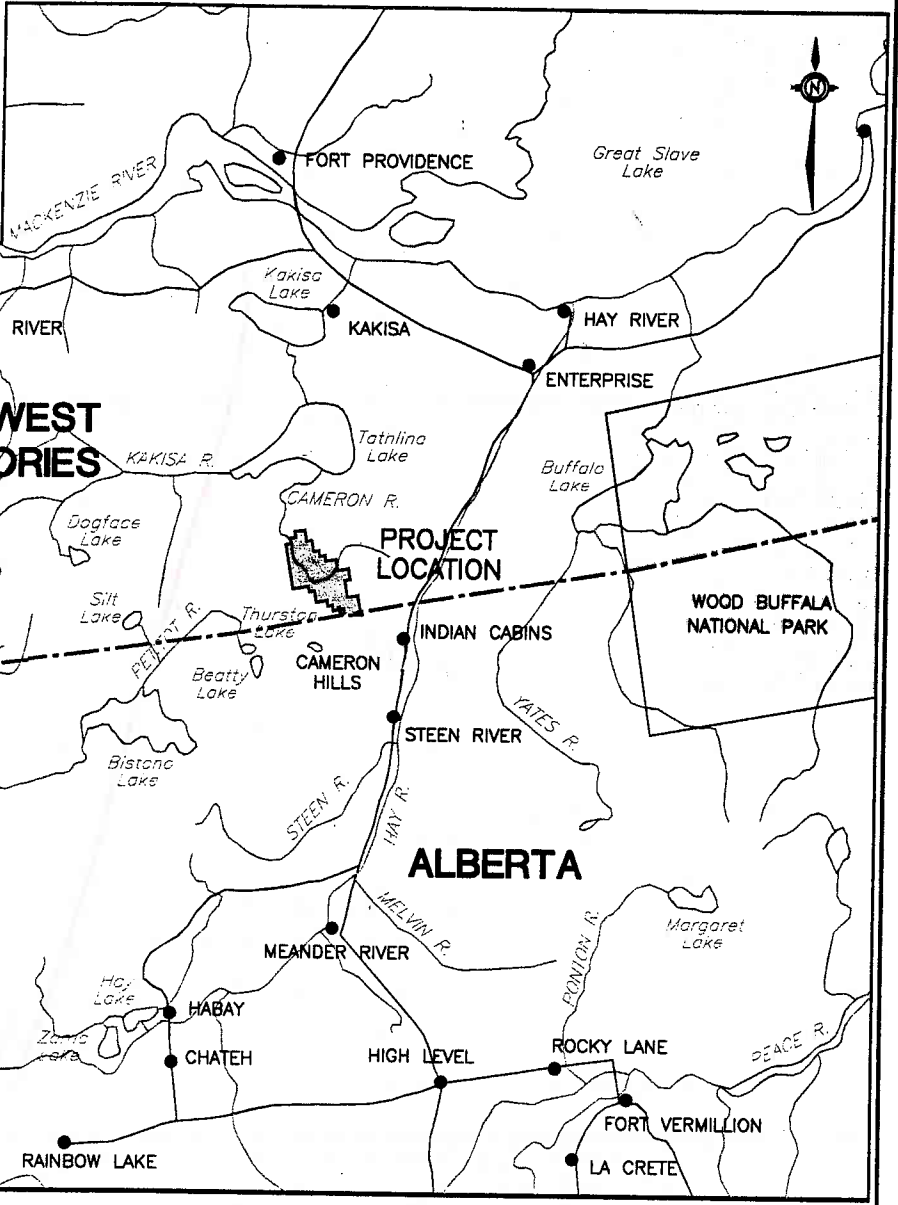 N
FORT PROVIDENCE
Great Slave
Lake
MACKENZIE RIVER
Kakisa
Lake
RIVER
KAKISA
HAY RIVER
ENTERPRISE
WEST
ORIES
KAKISA R.
Tathlina
Lake
Buffalo
Lake
CAMERON R.
Dogface
Lake
PROJECT
LOCATION
Silt
Lake
PETITOT R.
Thurston
Lake
WOOD BUFFALA
NATIONAL PARK
INDIAN CABINS
Beatty
Lake
CAMERON
HILLS
YATES R.
STEEN RIVER
Bistcho
Lake
STEEN R.
HAY R.
ALBERTA
MELVIN R.
Margaret
Lake
MEANDER RIVER
PONTON R.
Hay
Lake
HABAY
Zama
Lake
CHATEH
HIGH LEVEL
ROCKY LANE
PEACE R.
FORT VERMILLION
RAINBOW LAKE
LA CRETE